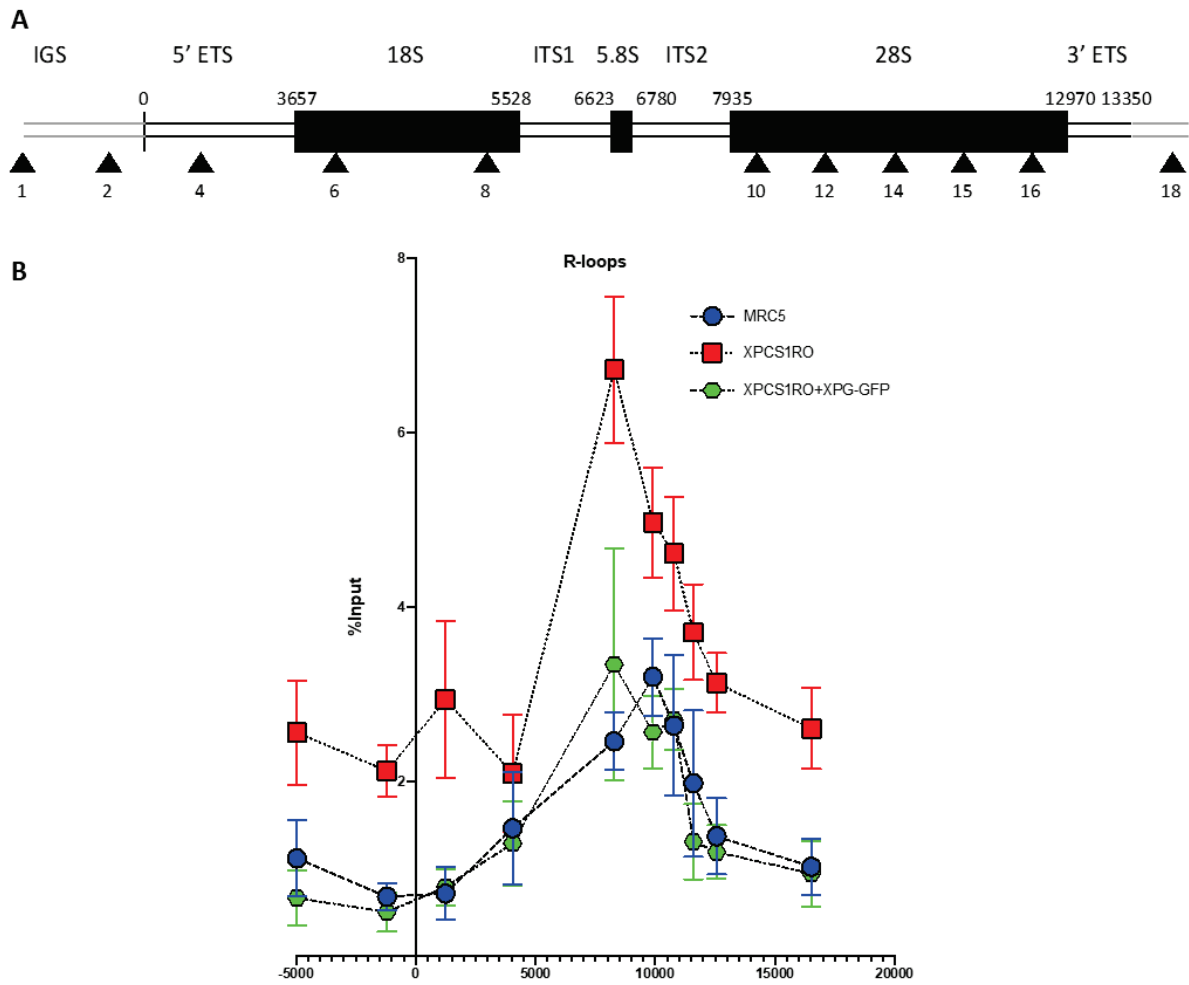 A
IGS 5’ ETS 18S ITS1 5.8S ITS2 28S 3’ ETS
0 3657 5528 6623 6780 7935 12970 13350
1 2 4 6 8 10 12 14 15 16 18
B
R-loops
8
6
4
2
%Input
MRC5
XPCS1RO
XPCS1RO+XPG-GFP
-5000 0 5000 10000 15000 20000